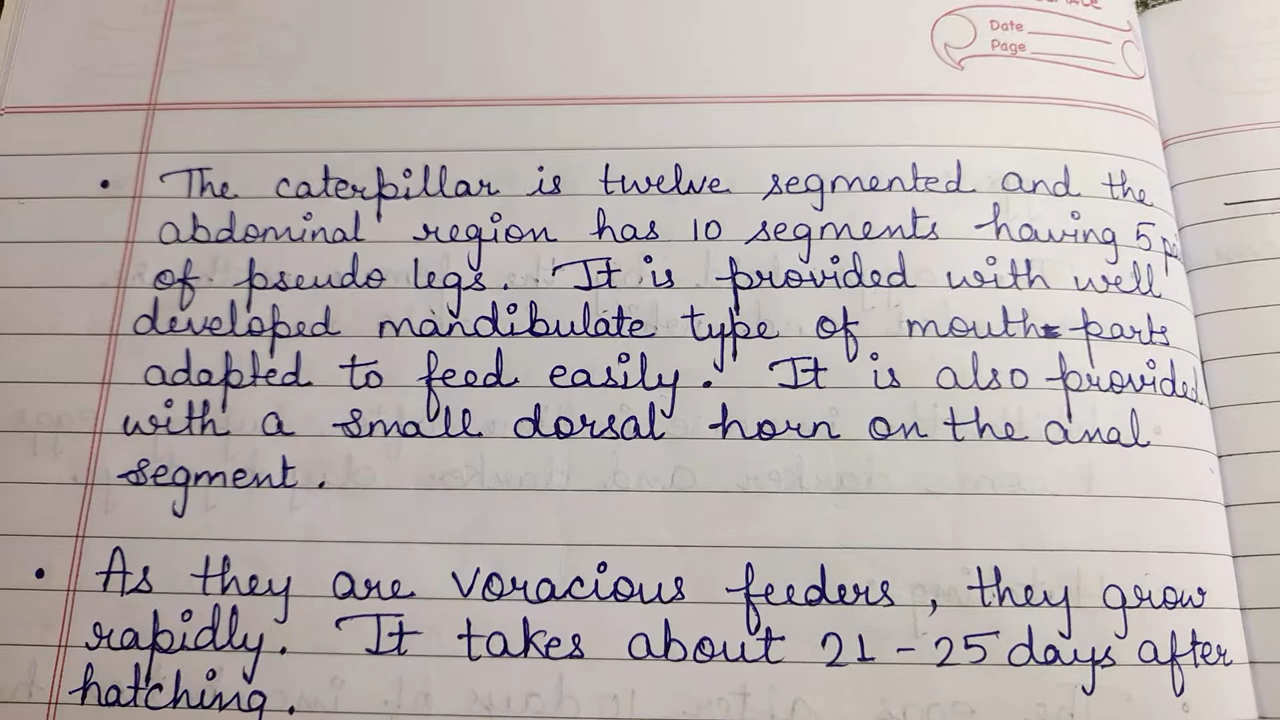 Date
Page
• The caterpillar is twelve segmented and the
abdominal region has 10 segments having 5
of pseudo legs. It is provided with well
developed mandibulate type of mouth parts
adapted to feed easily. It is also provided
with a small dorsal horn on the anal
segment.
• As they are voracious feeders, they grow
rapidly. It takes about 21-25 days after
hatching.